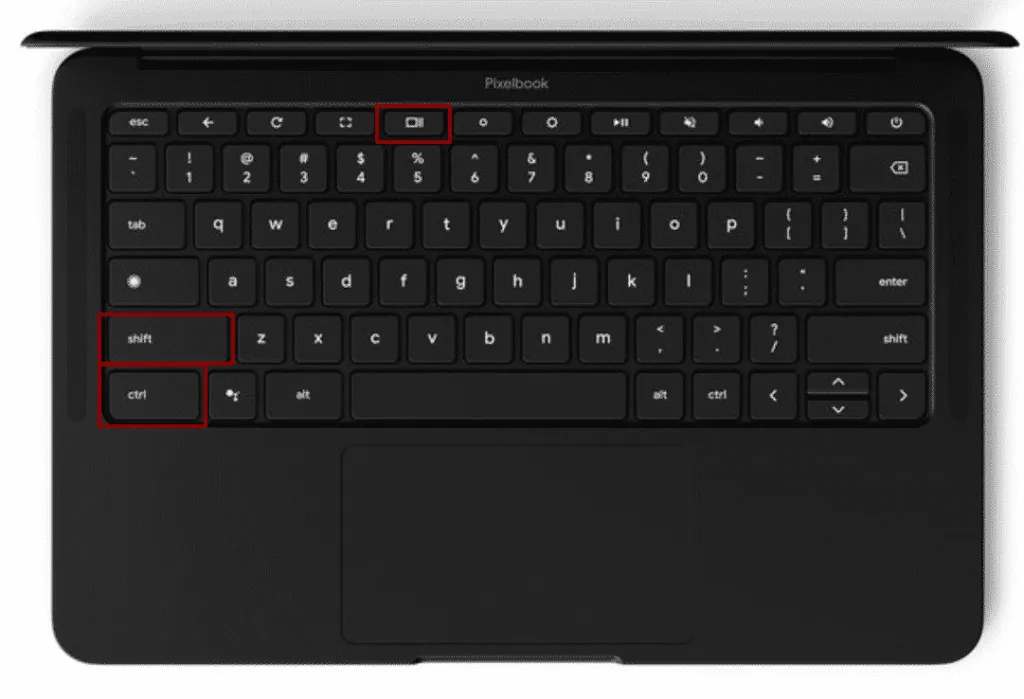 Pixelbook
esc
~ ! @ # $ % ^ & * ( ) _ +
` 1 2 3 4 5 6 7 8 9 0 - =
tab q w e r t y u i o p { } |
[ ] \
a s d f g h j k l : "
; ' enter
shift z x c v b n m < > ? shift
, . /
ctrl alt alt ctrl